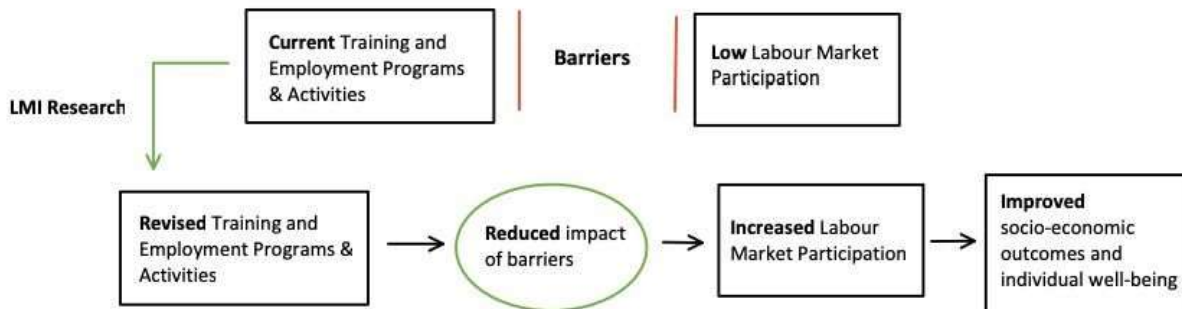 Current Training and
Employment Programs
& Activities
Barriers
Low Labour Market
Participation
LMI Research
Revised Training and
Employment Programs &
Activities
Reduced impact
of barriers
Increased Labour
Market Participation
Improved
socio-economic
outcomes and
individual well-being